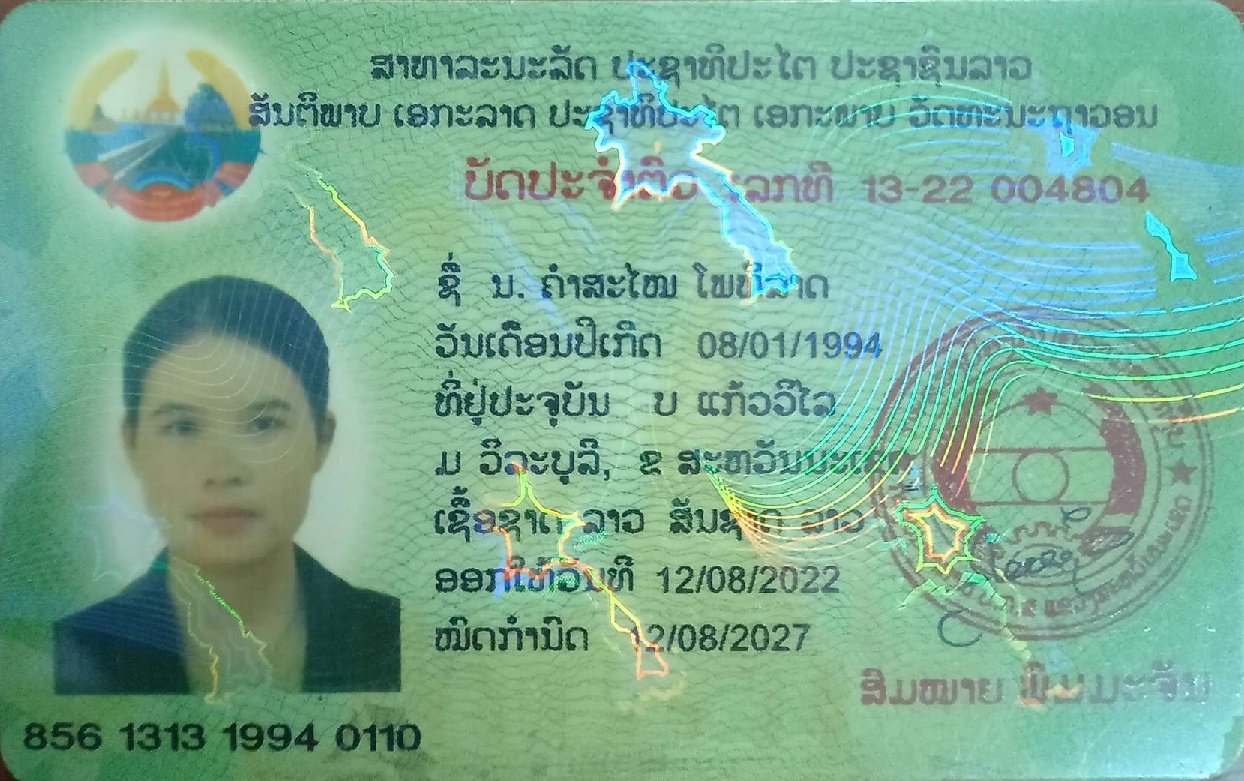 ສາທາລະນະລັດ ປະຊາທິປະໄຕ ປະຊາຊົນລາວ
ສັນຕິພາບ ເອກະລາດ ປະຊາທິປະໄຕ ເອກະພາບ ວັດທະນະຖາວອນ
ບັດປະຈຳຕົວ ເລກທີ 13-22 004804
ຊື່ ນ. ຄຳສະໄໝ ໂພທິລາດ
ວັນເດືອນປີເກີດ 08/01/1994
ທີ່ຢູ່ປະຈຸບັນ ບ ແກ້ວວິໄລ
ມ ວິລະບຸລີ, ຂ ສະຫວັນນະເຂດ
ເຊື້ອຊາດ ລາວ ສັນຊາດ ລາວ
ອອກໃຫ້ວັນທີ 12/08/2022
ໝົດກຳນົດ 12/08/2027
ສິມໝາຍ
856 1313 1994 0110